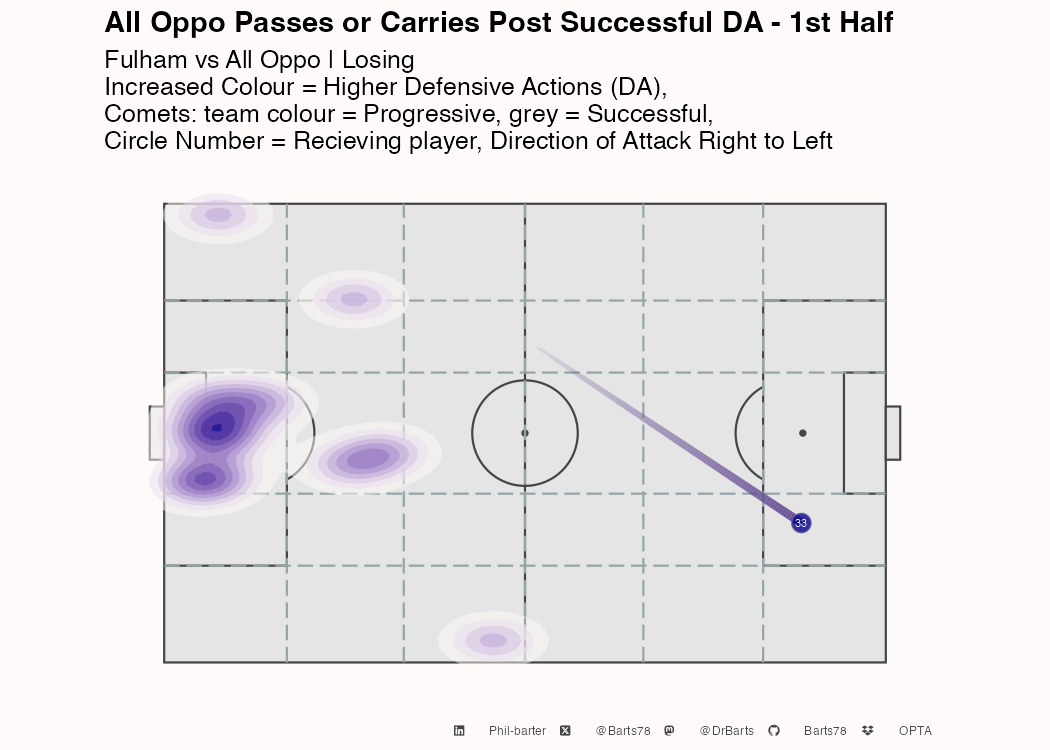 All Oppo Passes or Carries Post Successful DA - 1st Half
Fulham vs All Oppo | Losing
Increased Colour = Higher Defensive Actions (DA),
Comets: team colour = Progressive, grey = Successful,
Circle Number = Recieving player, Direction of Attack Right to Left
33
Phil-barter @Barts78 @DrBarts Barts78 OPTA